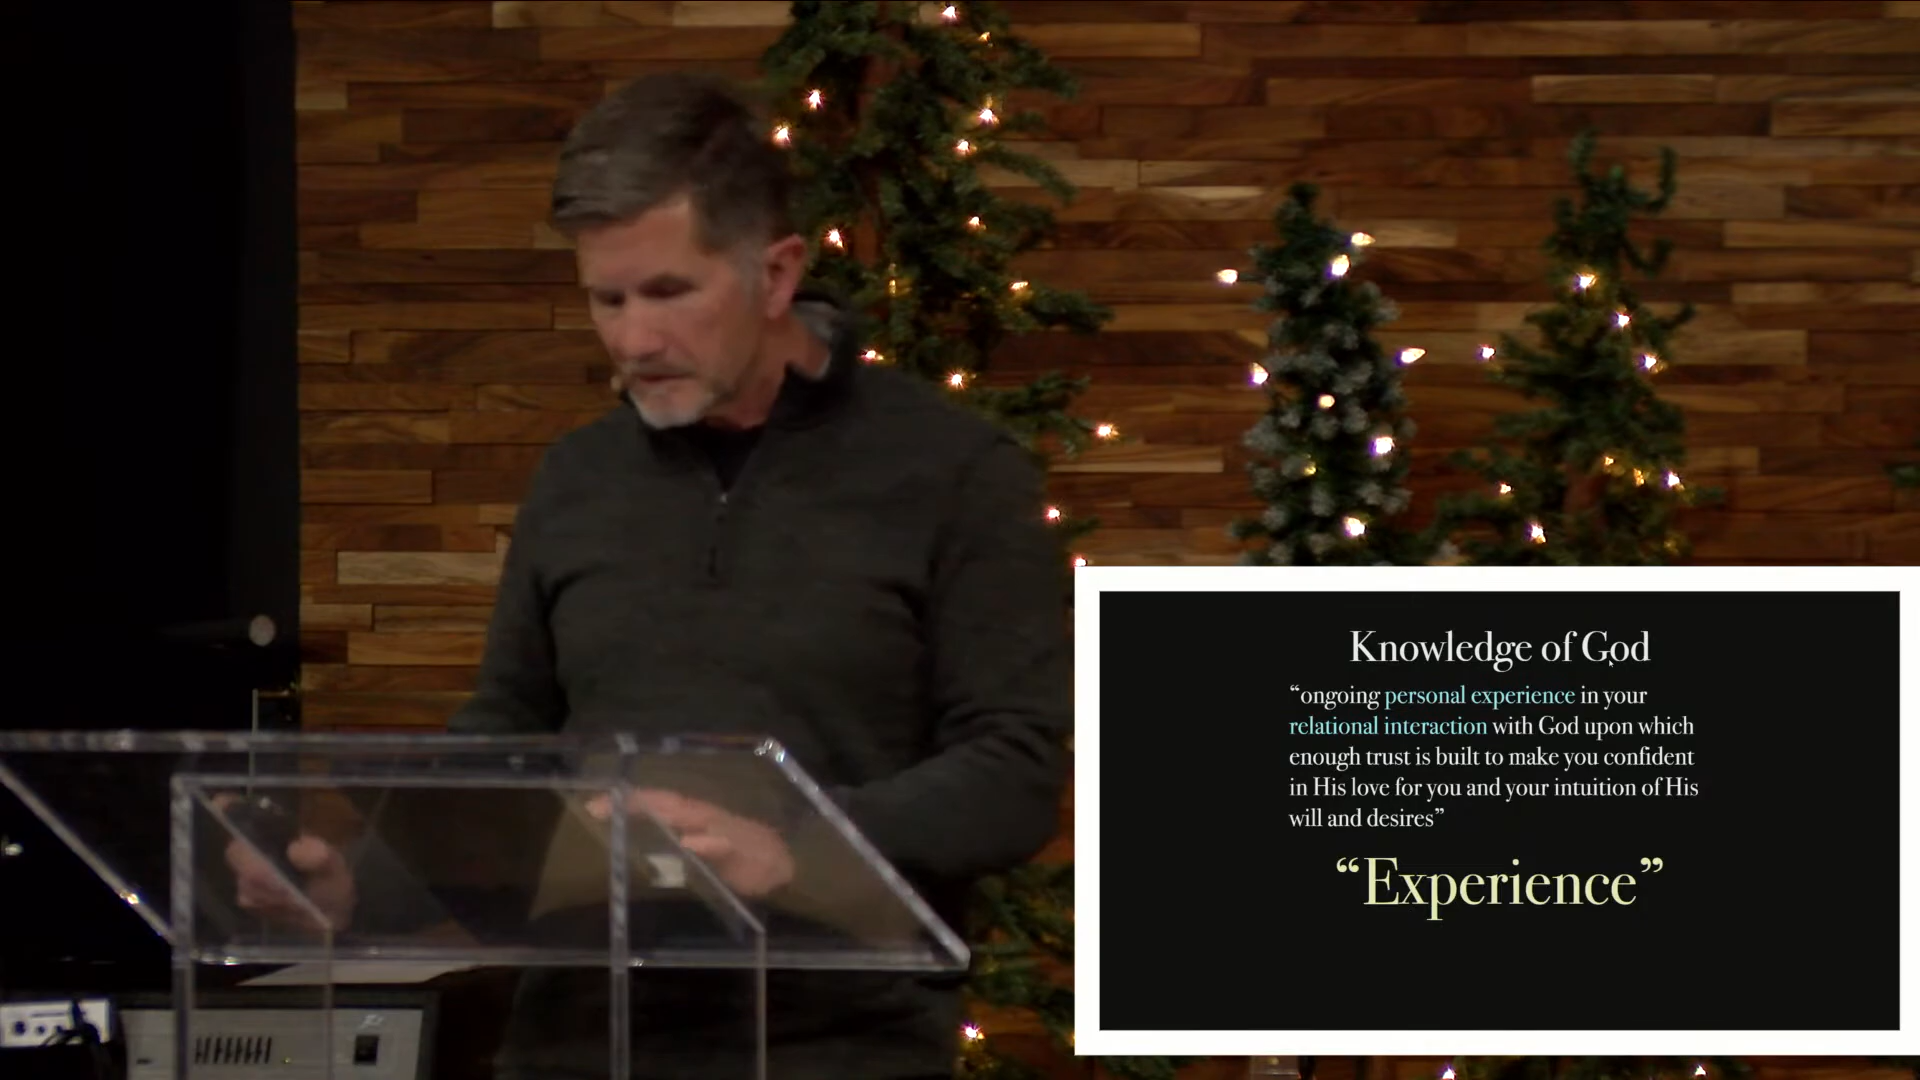 Knowledge of God
“ongoing personal experience in your
relational interaction with God upon which
enough trust is built to make you confident
in His love for you and your intuition of His
will and desires”
“Experience”